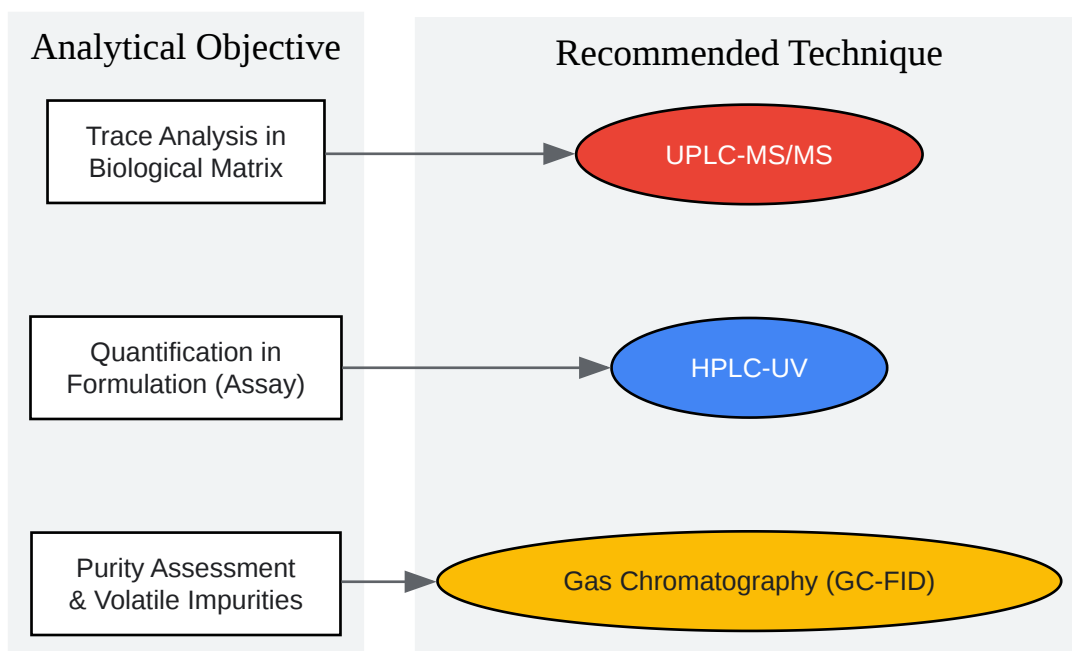 Analytical Objective
Recommended Technique
Trace Analysis in
Biological Matrix
UPLC-MS/MS
Quantification in
Formulation (Assay)
HPLC-UV
Purity Assessment
& Volatile Impurities
Gas Chromatography (GC-FID)